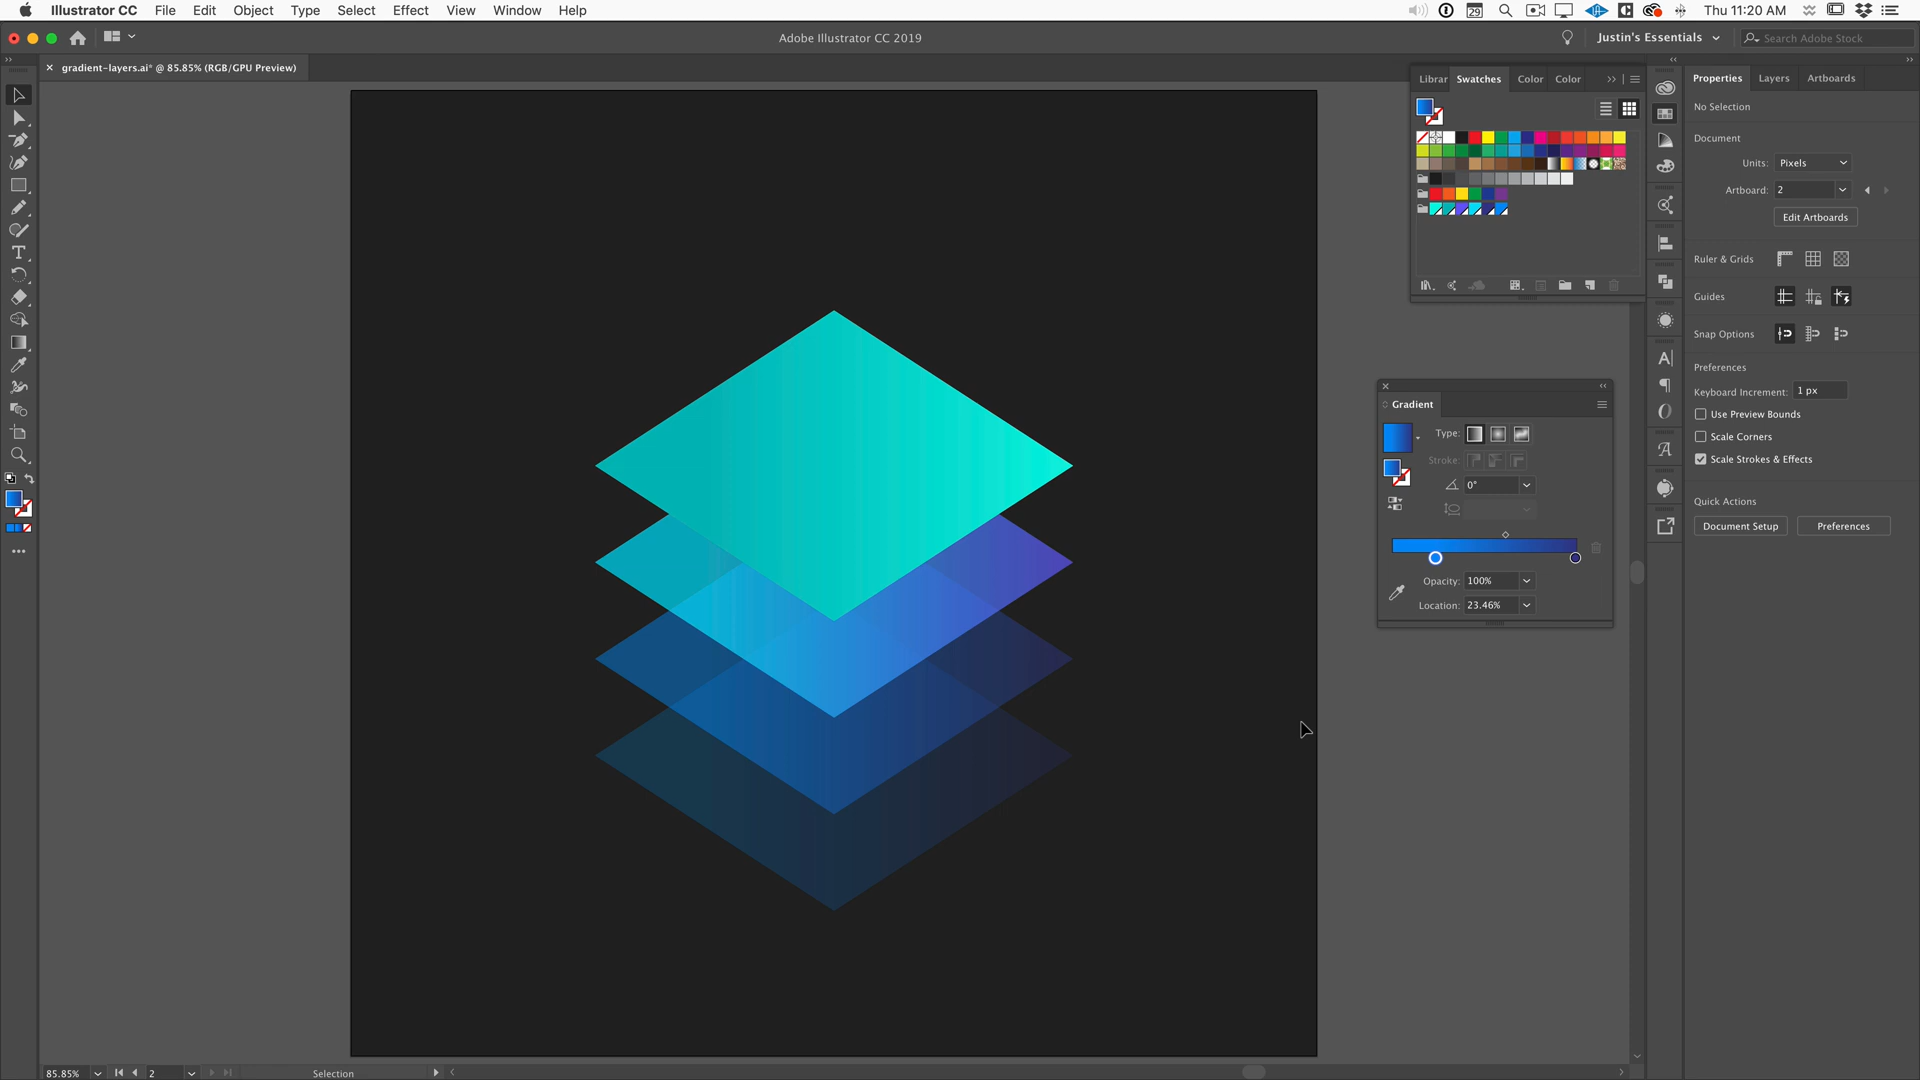 Illustrator CC File Edit Object Type Select Effect View Window Help
29
Thu 11:20 AM
Adobe Illustrator CC 2019
Justin's Essentials
Search Adobe Stock
gradient-layers.ai* @ 85.85% (RGB/GPU Preview)
Librar Swatches Color Color
Properties Layers Artboards
No Selection
Document
Units: Pixels
Artboard: 2
Edit Artboards
Ruler & Grids
Guides
Snap Options
Preferences
Keyboard Increment: 1 px
Use Preview Bounds
Scale Corners
Scale Strokes & Effects
Quick Actions
Document Setup Preferences
Gradient
Type:
Stroke:
0°
Opacity: 100%
Location: 23.46%
85.85% 2 Selection